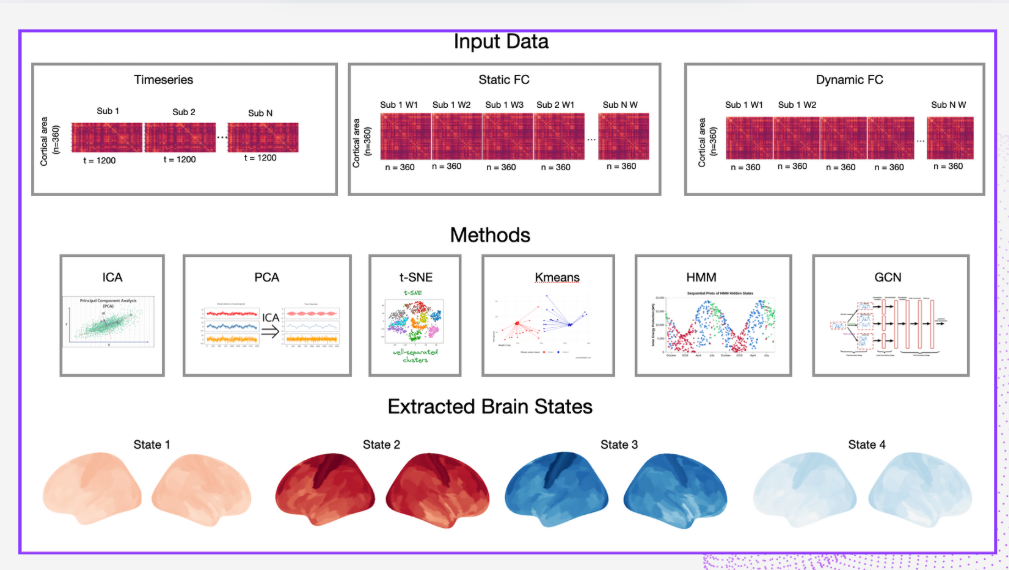 Input Data
Timeseries
Cortical area
(n=360)
Sub 1
Sub 2
Sub N
...
t = 1200
t = 1200
t = 1200
Static FC
Cortical area
(n=360)
Sub 1 W1
Sub 1 W2
Sub 1 W3
Sub 2 W1
Sub N W
...
n = 360
n = 360
n = 360
n = 360
n = 360
Dynamic FC
Cortical area
(n=360)
Sub 1 W1
Sub 1 W2
Sub N W
...
n = 360
n = 360
n = 360
n = 360
n = 360
Methods
ICA
Principal Component Analysis
(PCA)
PCA
ICA
t-SNE
t-SNE
well-separated
clusters
Kmeans
HMM
Sequential Plots of HMM Hidden States
GCN
Extracted Brain States
State 1
State 2
State 3
State 4